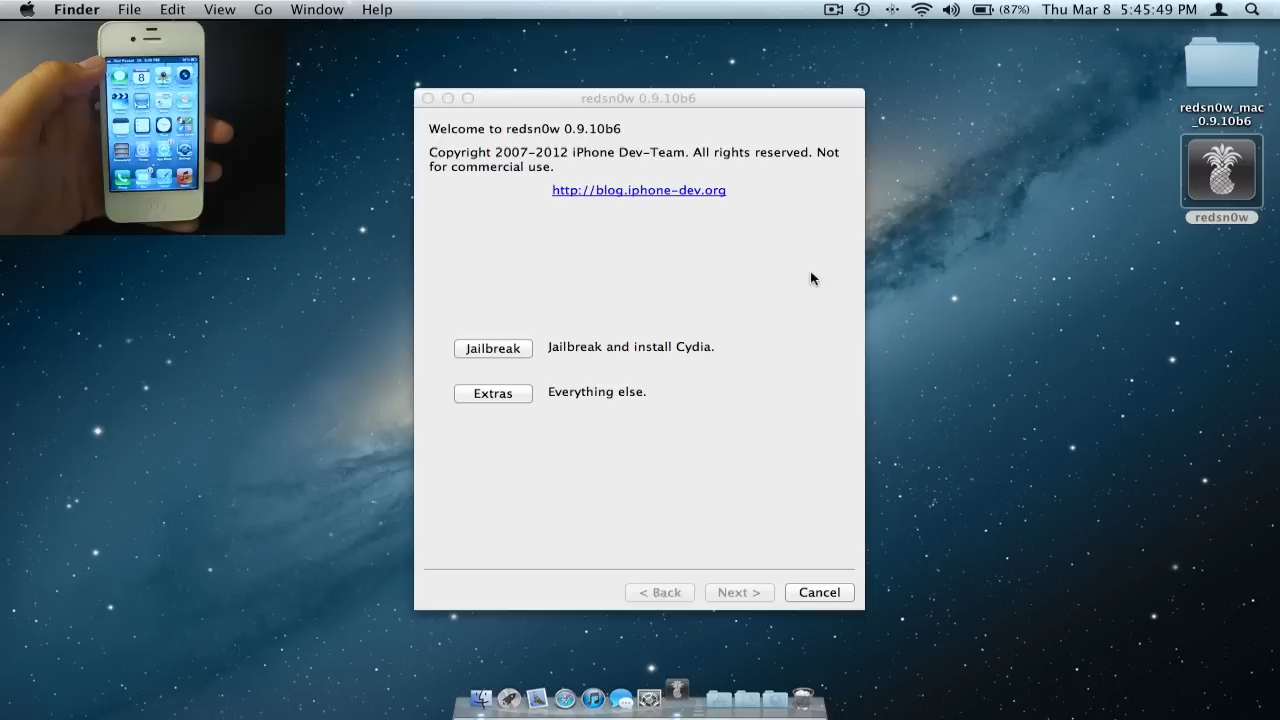 Finder File Edit View Go Window Help (87%) Thu Mar 8 5:45:49 PM
redsn0w 0.9.10b6
Welcome to redsn0w 0.9.10b6
Copyright 2007-2012 iPhone Dev-Team. All rights reserved. Not
for commercial use.
http://blog.iphone-dev.org
Jailbreak Jailbreak and install Cydia.
Extras Everything else.
< Back Next > Cancel
redsn0w_mac
_0.9.10b6
redsn0w
8